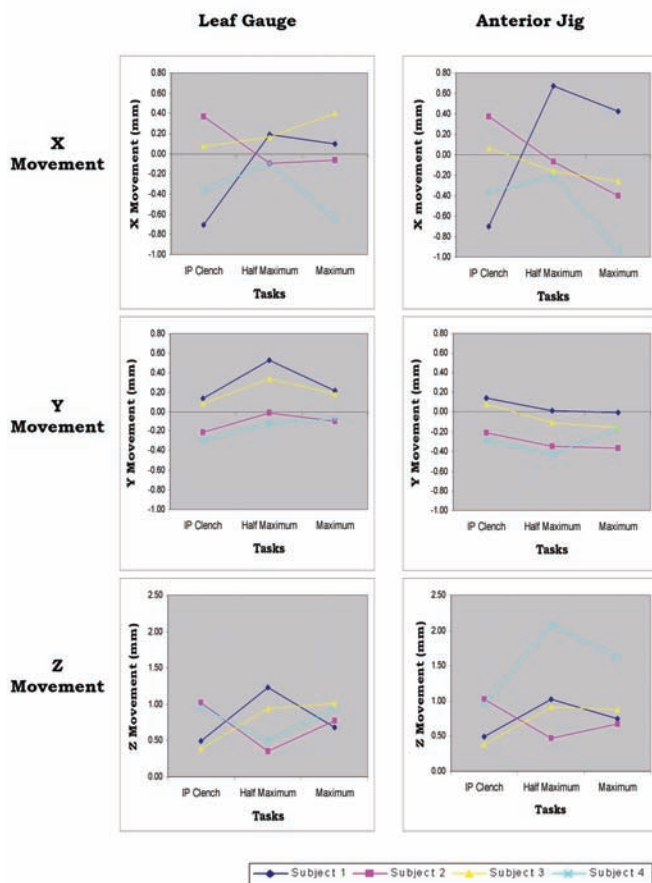 Leaf Gauge
Anterior Jig
X
Movement
X Movement (mm)
0.80
0.60
0.40
0.20
0.00
-0.20
-0.40
-0.60
-0.80
-1.00
IP Clench Half Maximum Maximum
Tasks
X movement (mm)
0.80
0.60
0.40
0.20
0.00
-0.20
-0.40
-0.60
-0.80
-1.00
IP Clench Half Maximum Maximum
Tasks
Y
Movement
Y Movement (mm)
0.80
0.60
0.40
0.20
0.00
-0.20
-0.40
-0.60
-0.80
-1.00
IP Clench Half Maximum Maximum
Tasks
Y Movement (mm)
0.80
0.60
0.40
0.20
0.00
-0.20
-0.40
-0.60
-0.80
-1.00
IP Clench Half Maximum Maximum
Tasks
Z
Movement
Z Movement (mm)
2.50
2.00
1.50
1.00
0.50
0.00
IP Clench Half Maximum Maximum
Tasks
Z Movement (mm)
2.50
2.00
1.50
1.00
0.50
0.00
IP Clench Half Maximum Maximum
Tasks
Subject 1 Subject 2 Subject 3 Subject 4